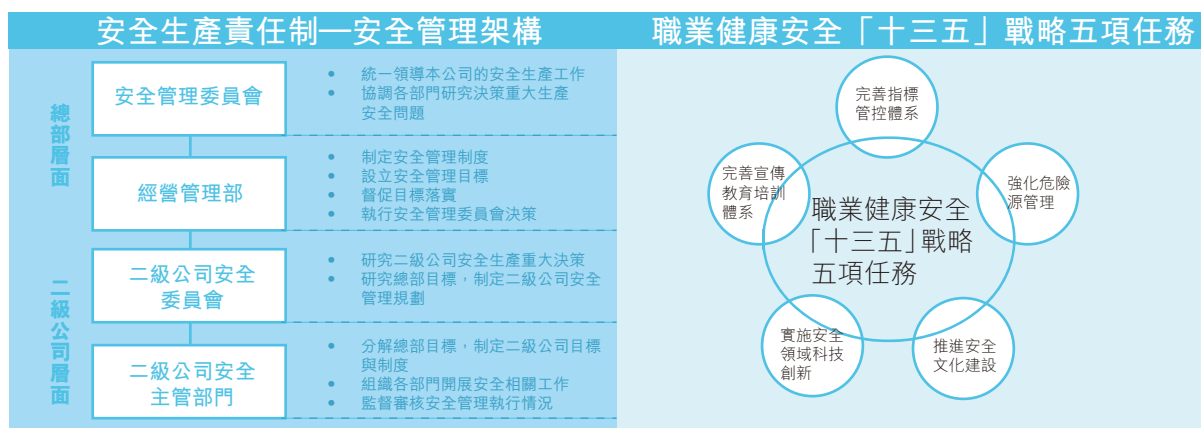 安全生產責任制—安全管理架構
總部層面
安全管理委員會
• 統一領導本公司的安全生產工作
• 協調各部門研究決策重大生產
安全問題
經營管理部
• 制定安全管理制度
• 設立安全管理目標
• 督促目標落實
• 執行安全管理委員會決策
二級公司層面
二級公司安全
委員會
• 研究二級公司安全生產重大決策
• 研究總部目標，制定二級公司安全
管理規劃
二級公司安全
主管部門
• 分解總部目標，制定二級公司目標
與制度
• 組織各部門開展安全相關工作
• 監督審核安全管理執行情況
職業健康安全「十三五」戰略五項任務
完善指標
管控體系
完善宣傳
教育培訓
體系
強化危險
源管理
職業健康安全
「十三五」戰略
五項任務
實施安全
領域科技
創新
推進安全
文化建設